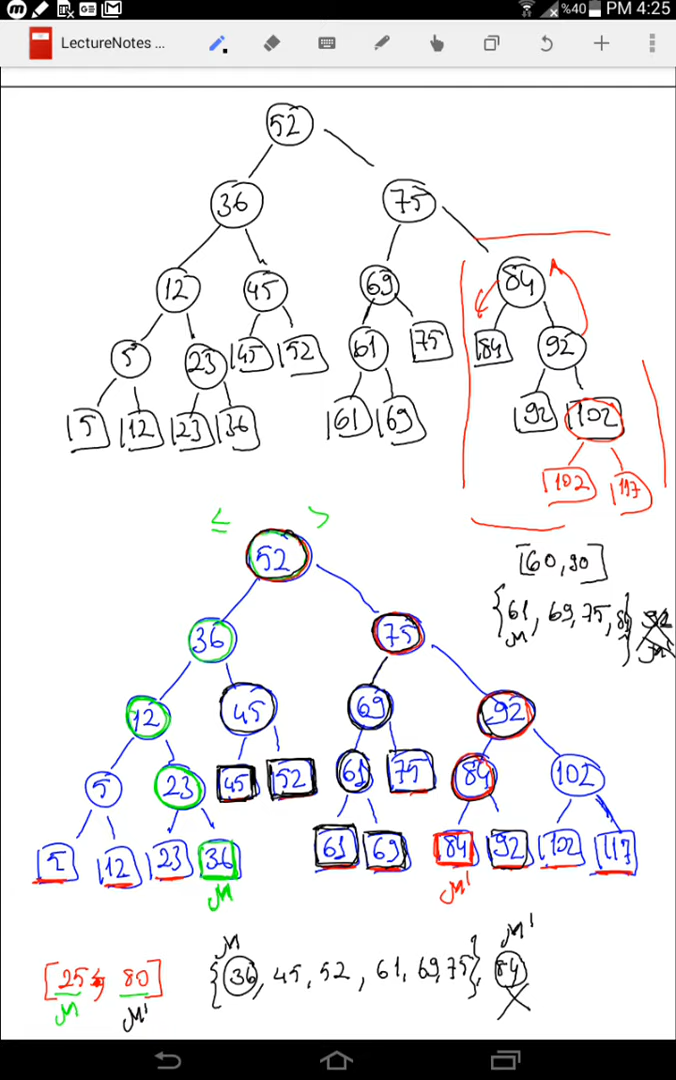 %40 PM 4:25
LectureNotes ...
52
36 75
12 45 69 84
5 23 45 52 61 75 84 92
5 12 23 36 61 69 92 102
102 117
≤ >
52
[60,90]
{61, 69, 75, 84} 92
μ μ'
36 75
12 45 69 92
5 23 45 52 61 75 84 102
5 12 23 36 61 69 84 92 102 117
μ μ'
μ μ'
[25, 80] {36, 45, 52, 61, 69, 75}, 84
μ μ'